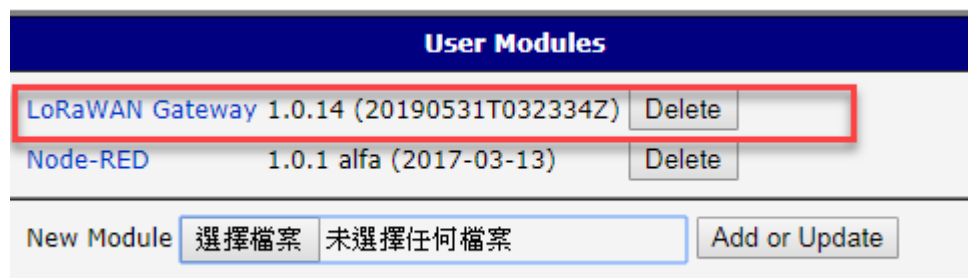 User Modules
LoRaWAN Gateway 1.0.14 (20190531T032334Z) Delete
Node-RED 1.0.1 alfa (2017-03-13) Delete
New Module 選擇檔案 未選擇任何檔案 Add or Update